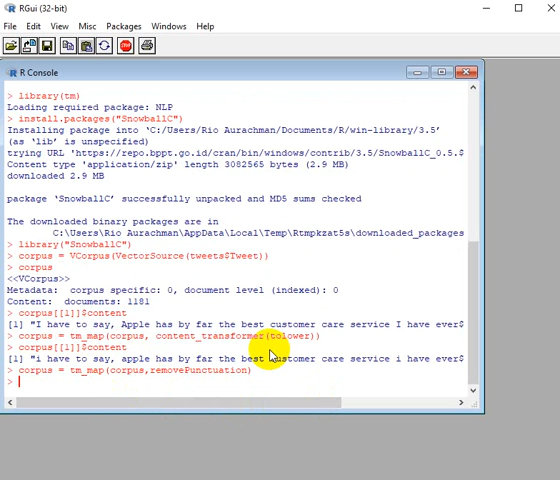 RGui (32-bit)
File Edit View Misc Packages Windows Help
STOP
R Console
> library(tm)
Loading required package: NLP
> install.packages("SnowballC")
Installing package into ‘C:/Users/Rio Aurachman/Documents/R/win-library/3.5’
(as ‘lib’ is unspecified)
trying URL 'https://repo.bppt.go.id/cran/bin/windows/contrib/3.5/SnowballC_0.5.$
Content type 'application/zip' length 3082565 bytes (2.9 MB)
downloaded 2.9 MB
package ‘SnowballC’ successfully unpacked and MD5 sums checked
The downloaded binary packages are in
C:\Users\Rio Aurachman\AppData\Local\Temp\Rtmpkzat5s\downloaded_packages
> library("SnowballC")
> corpus = VCorpus(VectorSource(tweets$Tweet))
> corpus
<<VCorpus>>
Metadata: corpus specific: 0, document level (indexed): 0
Content: documents: 1181
> corpus[[1]]$content
[1] "I have to say, Apple has by far the best customer care service I have ever$
> corpus = tm_map(corpus, content_transformer(tolower))
> corpus[[1]]$content
[1] "i have to say, apple has by far the best customer care service i have ever$
> corpus = tm_map(corpus,removePunctuation)
>